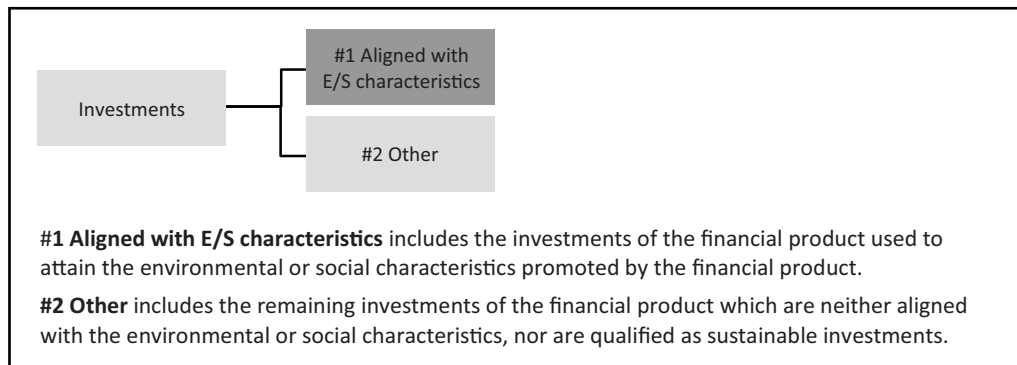 #1 Aligned with
E/S characteristics
Investments
#2 Other
#1 Aligned with E/S characteristics includes the investments of the financial product used to
attain the environmental or social characteristics promoted by the financial product.
#2 Other includes the remaining investments of the financial product which are neither aligned
with the environmental or social characteristics, nor are qualified as sustainable investments.